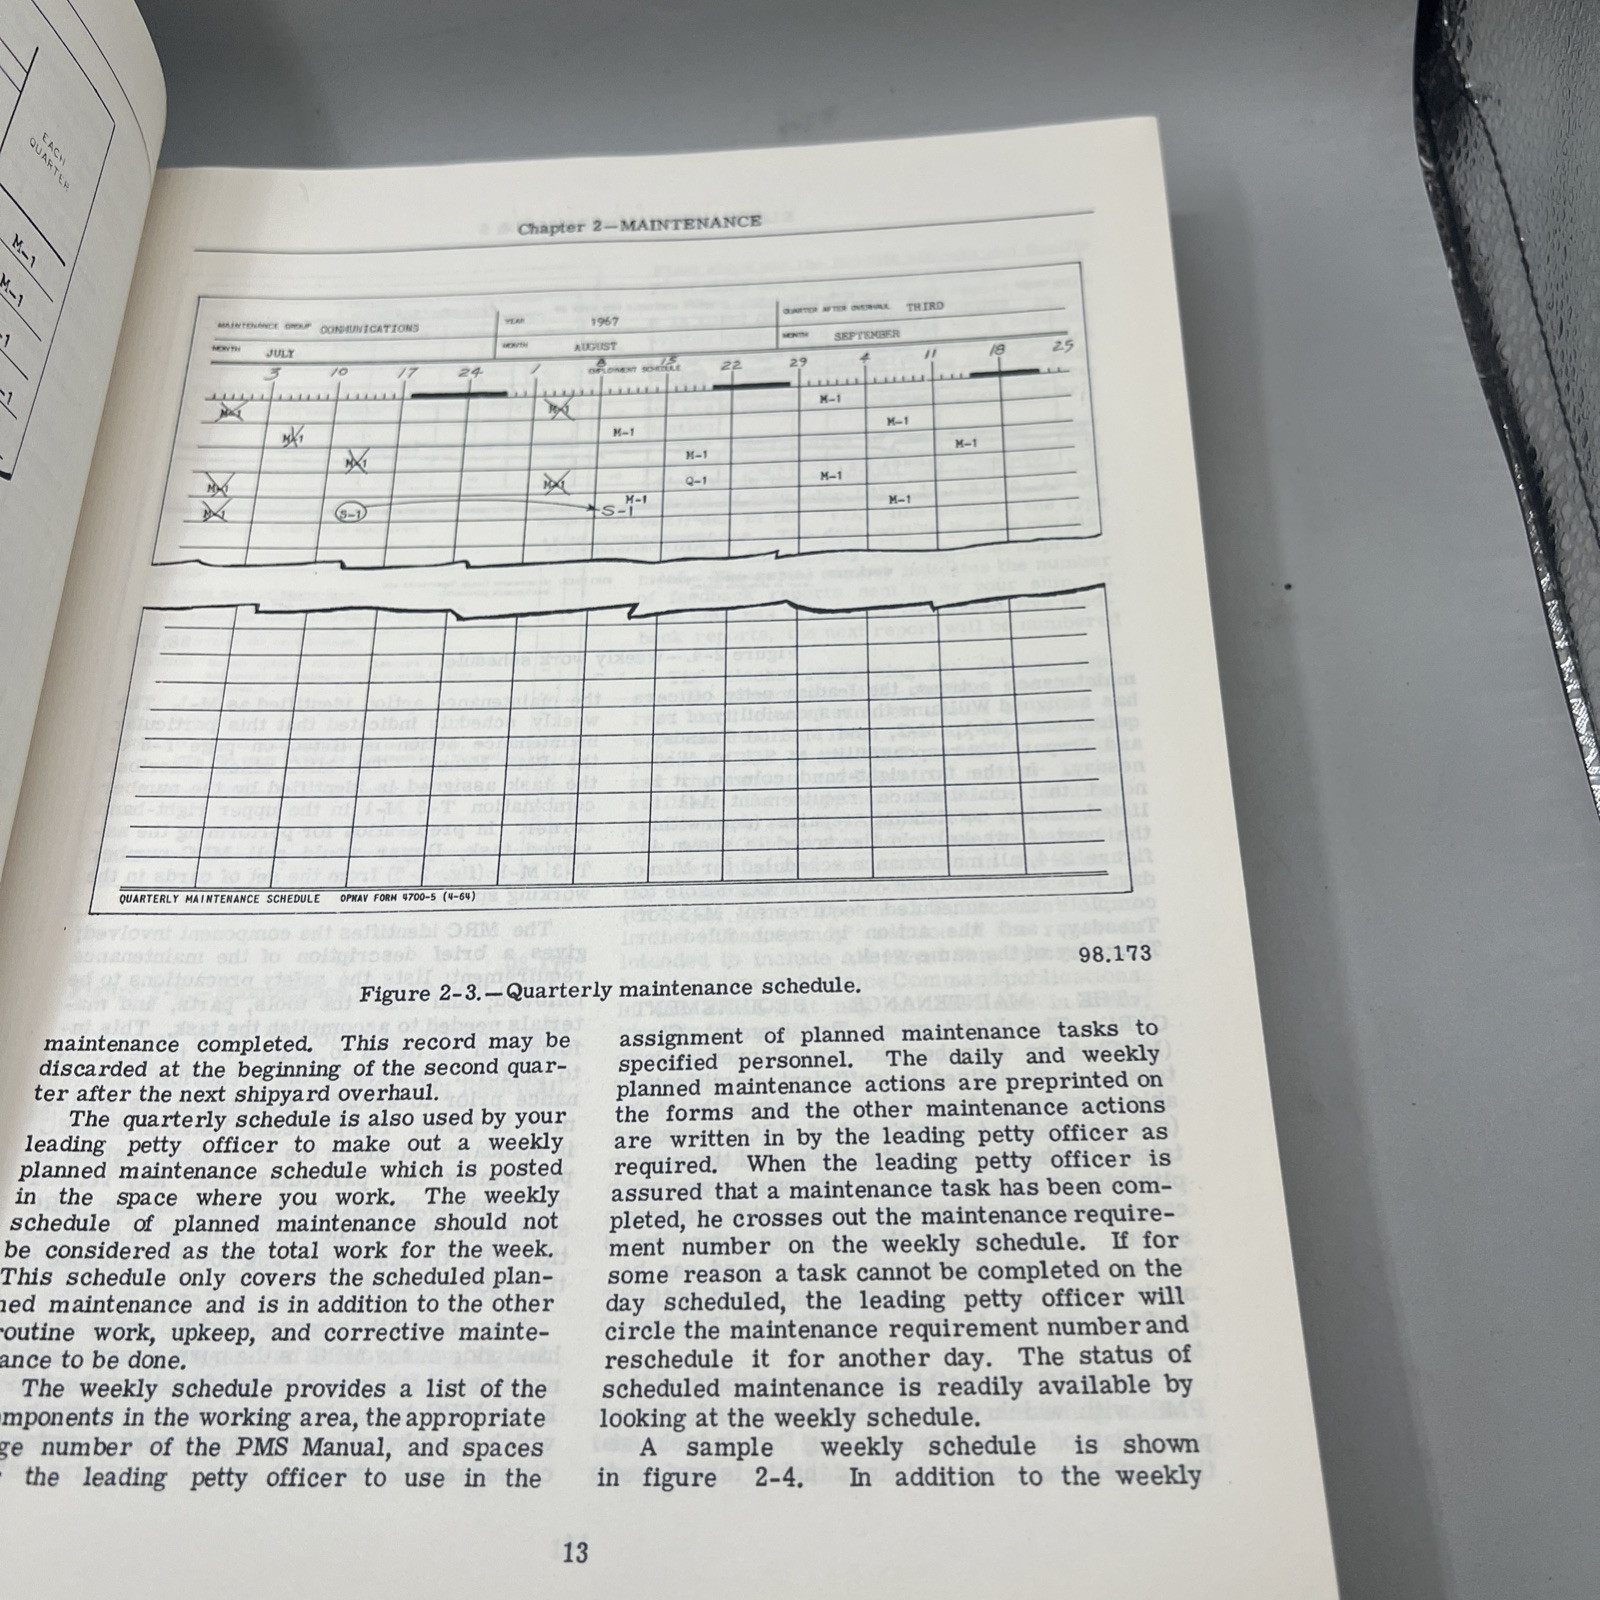 EACH
QUARTER
M-1
M-1
-1
-1
Chapter 2—MAINTENANCE
MAINTENANCE GROUP COMMUNICATIONS YEAR 1967 QUARTER AFTER OVERHAUL THIRD
MONTH JULY MONTH AUGUST MONTH SEPTEMBER
3 10 17 24 1 8 15 22 29 4 11 18 25
EMPLOYMENT SCHEDULE
M-1 M-1 M-1
M-1 M-1 M-1
M-1 M-1 M-1
M-1 M-1 Q-1 M-1
M-1 S-1 M-1 M-1
S-1
QUARTERLY MAINTENANCE SCHEDULE OPNAV FORM 4700-5 (4-64)
98.173
Figure 2-3.—Quarterly maintenance schedule.
maintenance completed. This record may be
discarded at the beginning of the second quar-
ter after the next shipyard overhaul.
The quarterly schedule is also used by your
leading petty officer to make out a weekly
planned maintenance schedule which is posted
in the space where you work. The weekly
schedule of planned maintenance should not
be considered as the total work for the week.
This schedule only covers the scheduled plan-
ned maintenance and is in addition to the other
routine work, upkeep, and corrective mainte-
ance to be done.
The weekly schedule provides a list of the
mponents in the working area, the appropriate
ge number of the PMS Manual, and spaces
the leading petty officer to use in the
assignment of planned maintenance tasks to
specified personnel. The daily and weekly
planned maintenance actions are preprinted on
the forms and the other maintenance actions
are written in by the leading petty officer as
required. When the leading petty officer is
assured that a maintenance task has been com-
pleted, he crosses out the maintenance require-
ment number on the weekly schedule. If for
some reason a task cannot be completed on the
day scheduled, the leading petty officer will
circle the maintenance requirement number and
reschedule it for another day. The status of
scheduled maintenance is readily available by
looking at the weekly schedule.
A sample weekly schedule is shown
in figure 2-4. In addition to the weekly
13